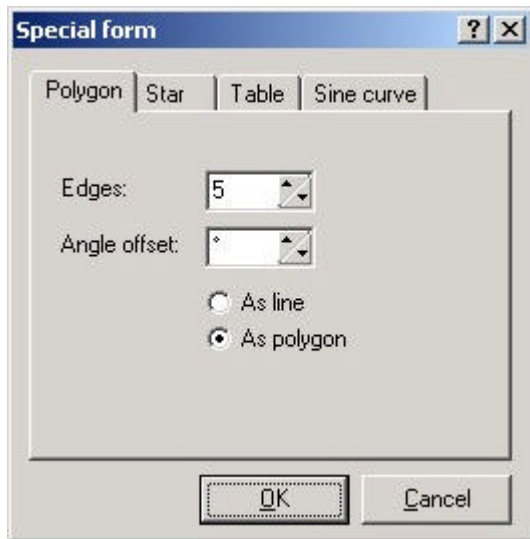 Special form
Polygon Star Table Sine curve
Edges: 5
Angle offset: °
As line
As polygon
OK Cancel